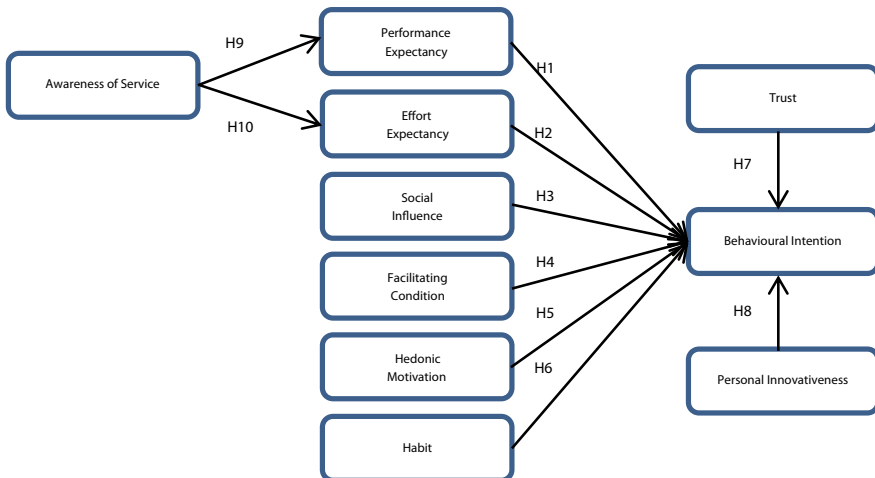 Awareness of Service
H9
H10
Performance
Expectancy
Effort
Expectancy
Social
Influence
Facilitating
Condition
Hedonic
Motivation
Habit
H1
H2
H3
H4
H5
H6
Trust
H7
Behavioural Intention
H8
Personal Innovativeness